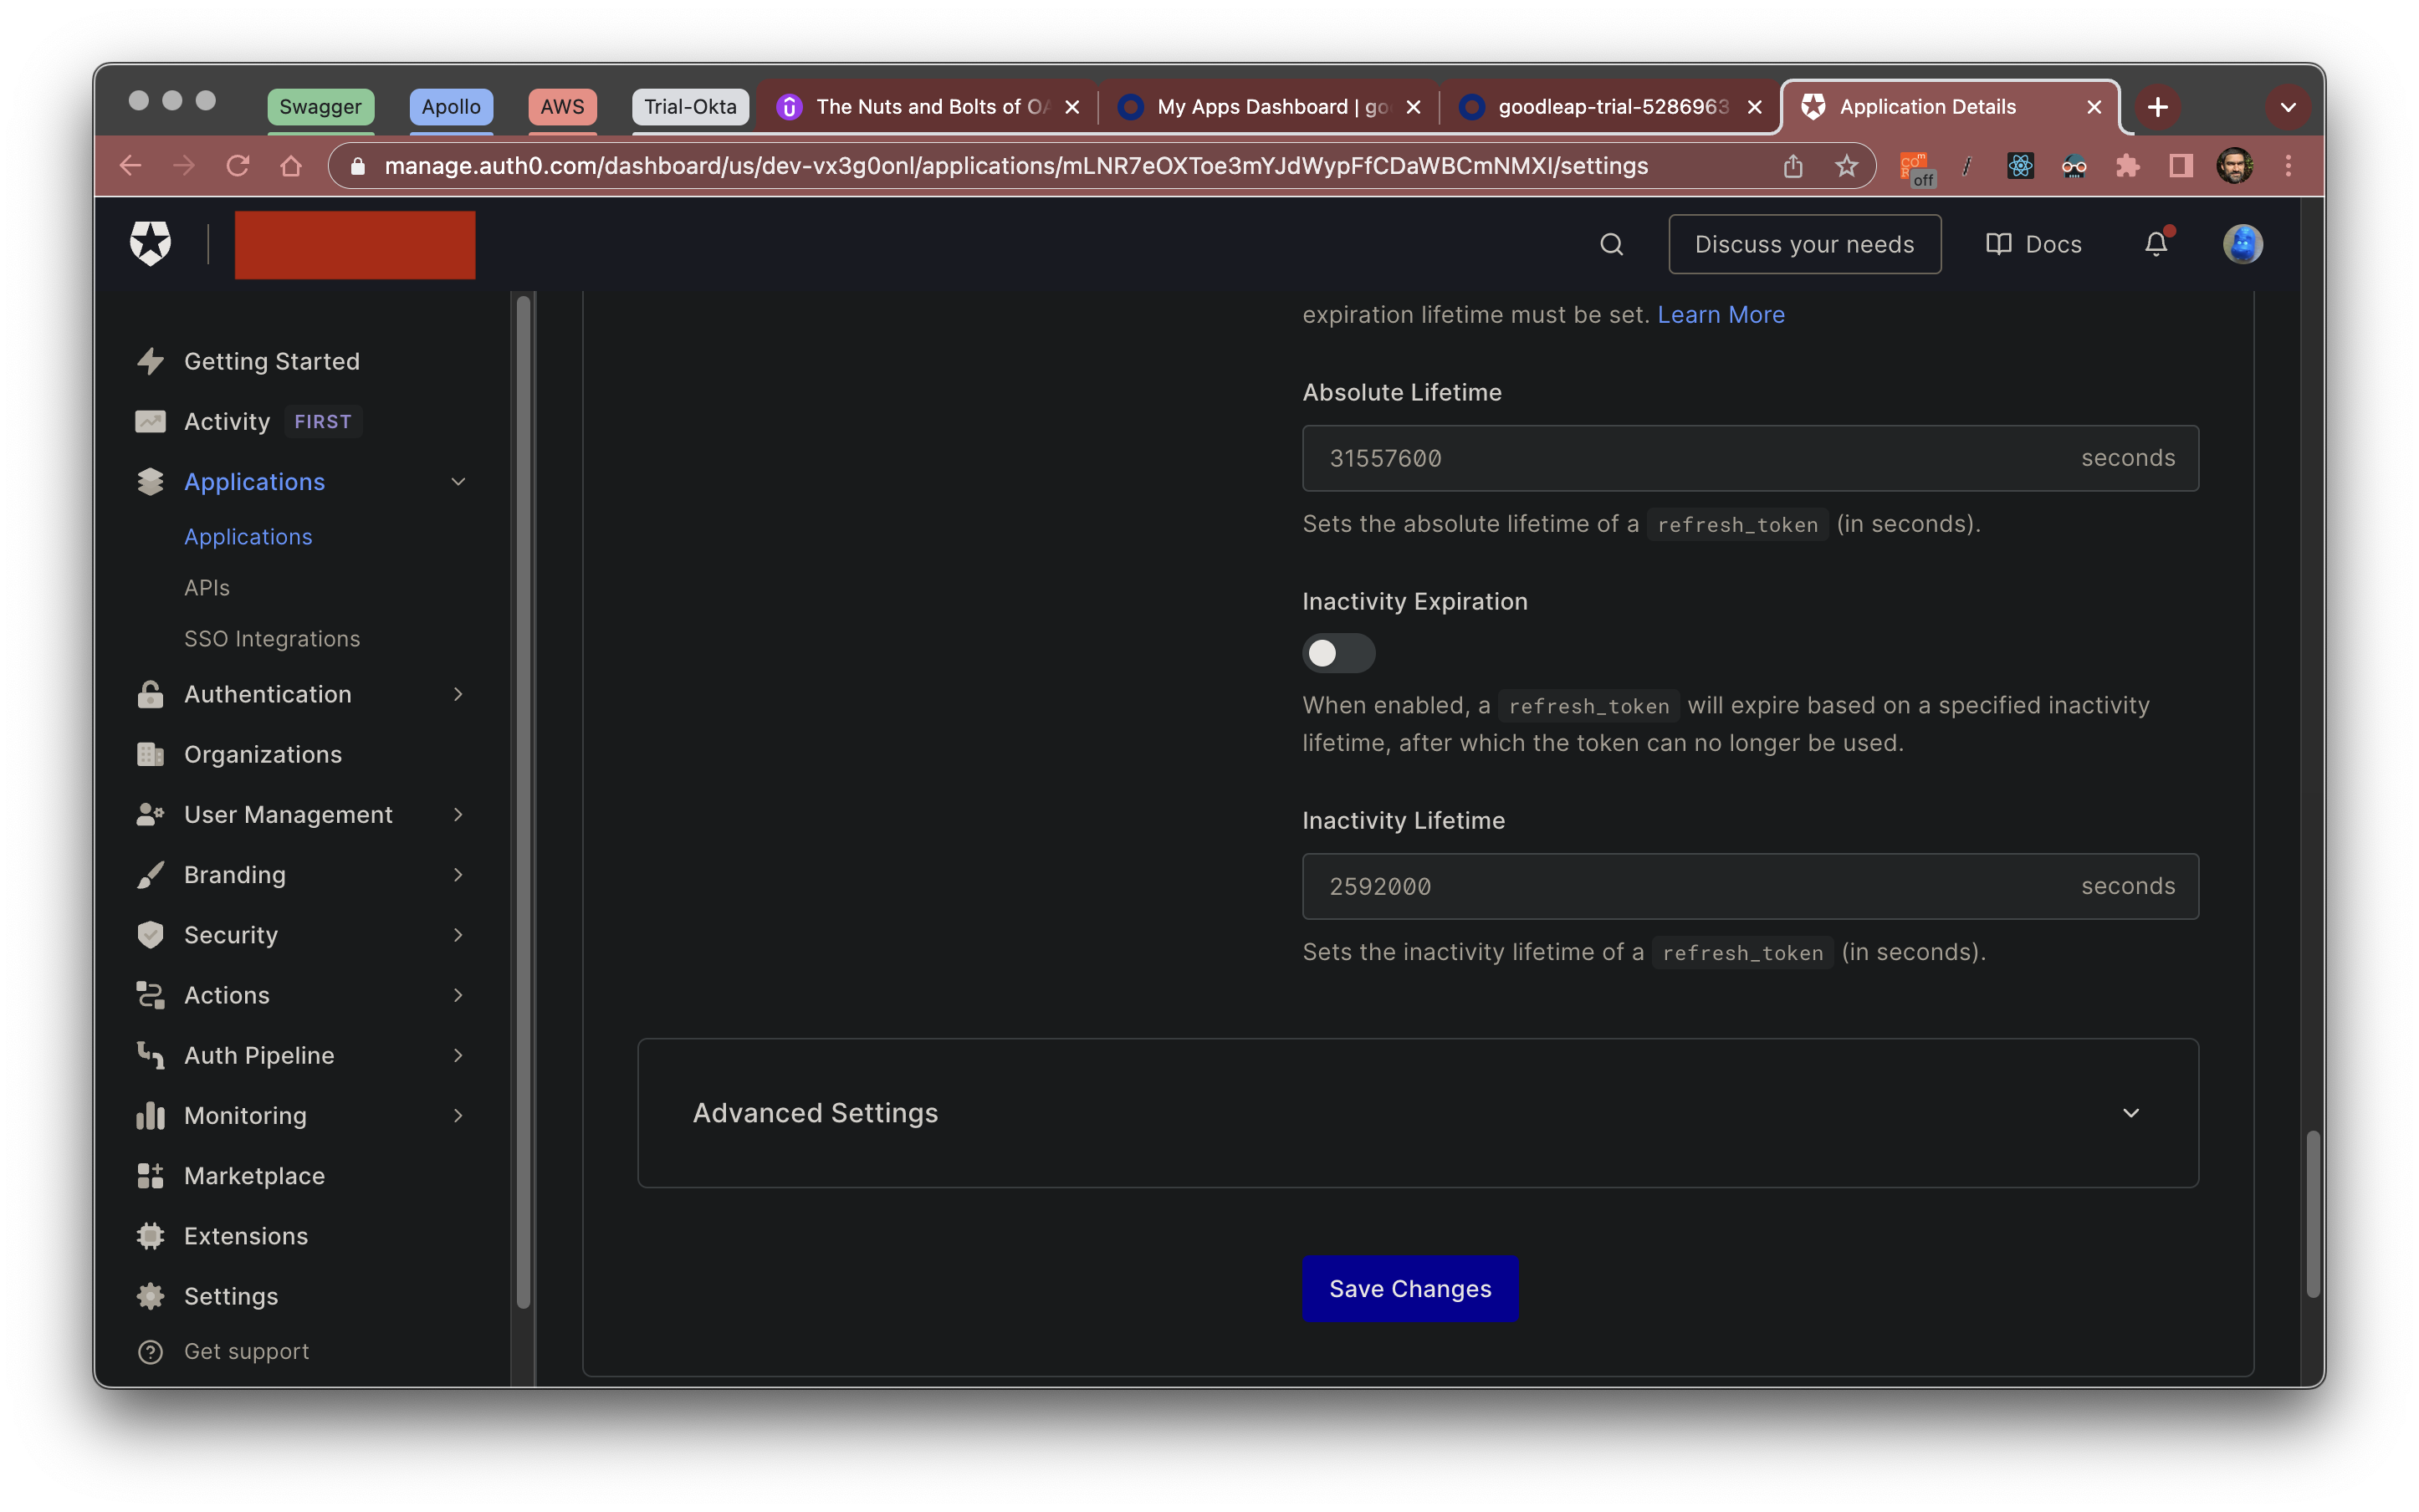 Swagger
Apollo
AWS
Trial-Okta
The Nuts and Bolts of OA
My Apps Dashboard | go
goodleap-trial-5286963
Application Details
manage.auth0.com/dashboard/us/dev-vx3g0onl/applications/mLNR7eOXToe3mYJdWypFfCDaWBCmNMXI/settings
off
Discuss your needs
Docs
Getting Started
Activity FIRST
Applications
Applications
APIs
SSO Integrations
Authentication
Organizations
User Management
Branding
Security
Actions
Auth Pipeline
Monitoring
Marketplace
Extensions
Settings
Get support
expiration lifetime must be set. Learn More
Absolute Lifetime
31557600 seconds
Sets the absolute lifetime of a refresh_token (in seconds).
Inactivity Expiration
When enabled, a refresh_token will expire based on a specified inactivity
lifetime, after which the token can no longer be used.
Inactivity Lifetime
2592000 seconds
Sets the inactivity lifetime of a refresh_token (in seconds).
Advanced Settings
Save Changes